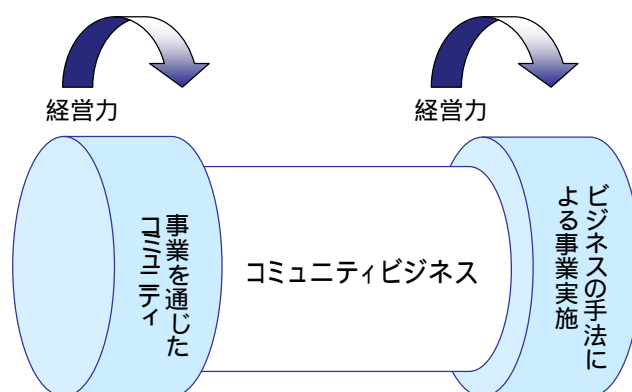 経営力
経営力
事業を通じた
コミュニティ
コミュニティビジネス
ビジネスの手法に
よる事業実施